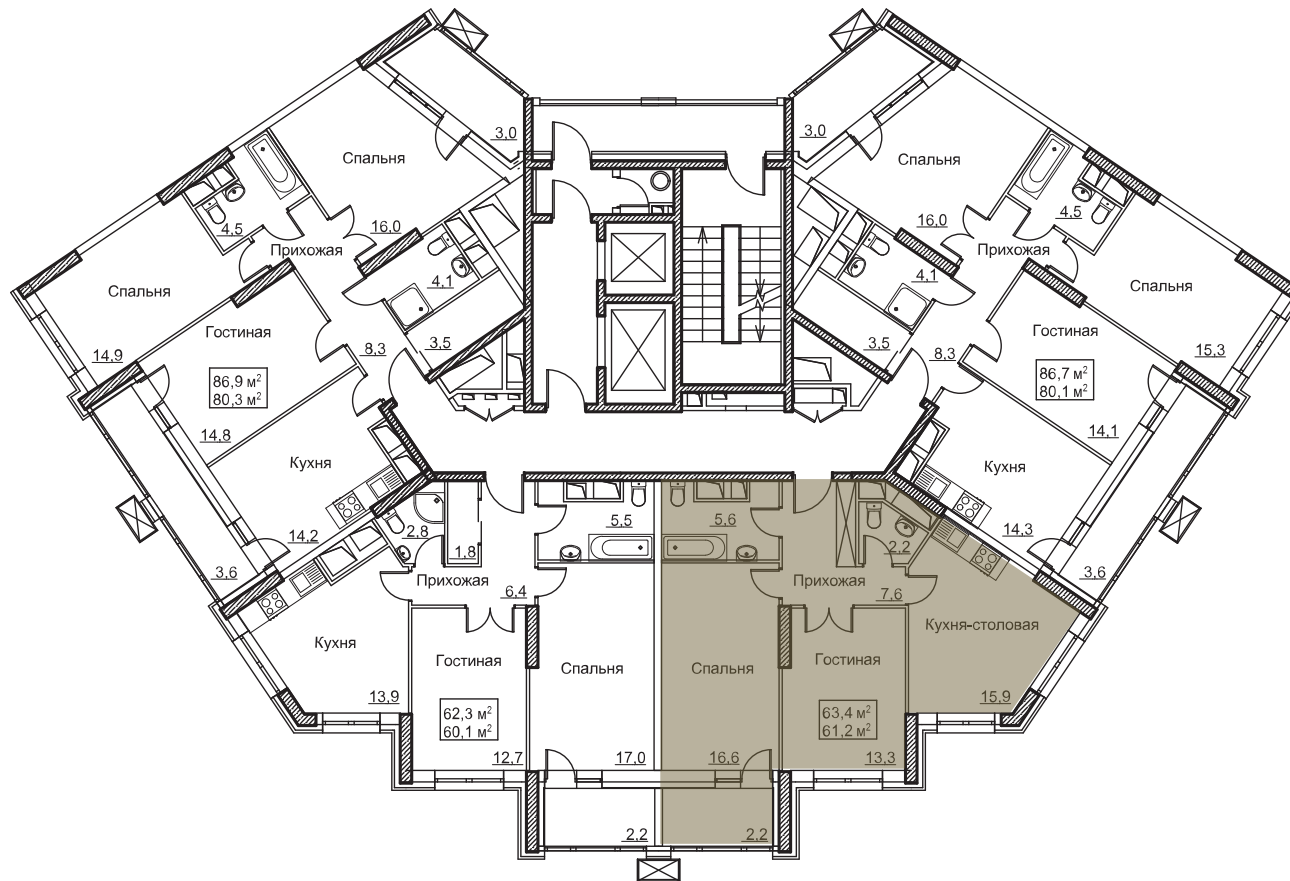 3,0
3,0
Спальня
Спальня
4,5
16,0
Прихожая
4,1
Спальня
14,9
Гостиная
86,9 м²
80,3 м²
14,8
8,3
3,5
Кухня
14,2
3,6
16,0
4,5
Прихожая
4,1
Спальня
15,3
Гостиная
86,7 м²
80,1 м²
14,1
8,3
3,5
Кухня
14,3
3,6
2,8
1,8
5,5
Прихожая
6,4
Кухня
13,9
Гостиная
62,3 м²
60,1 м²
12,7
Спальня
17,0
2,2
5,6
2,2
Прихожая
7,6
Кухня-столовая
15,9
Спальня
16,6
Гостиная
63,4 м²
61,2 м²
13,3
2,2